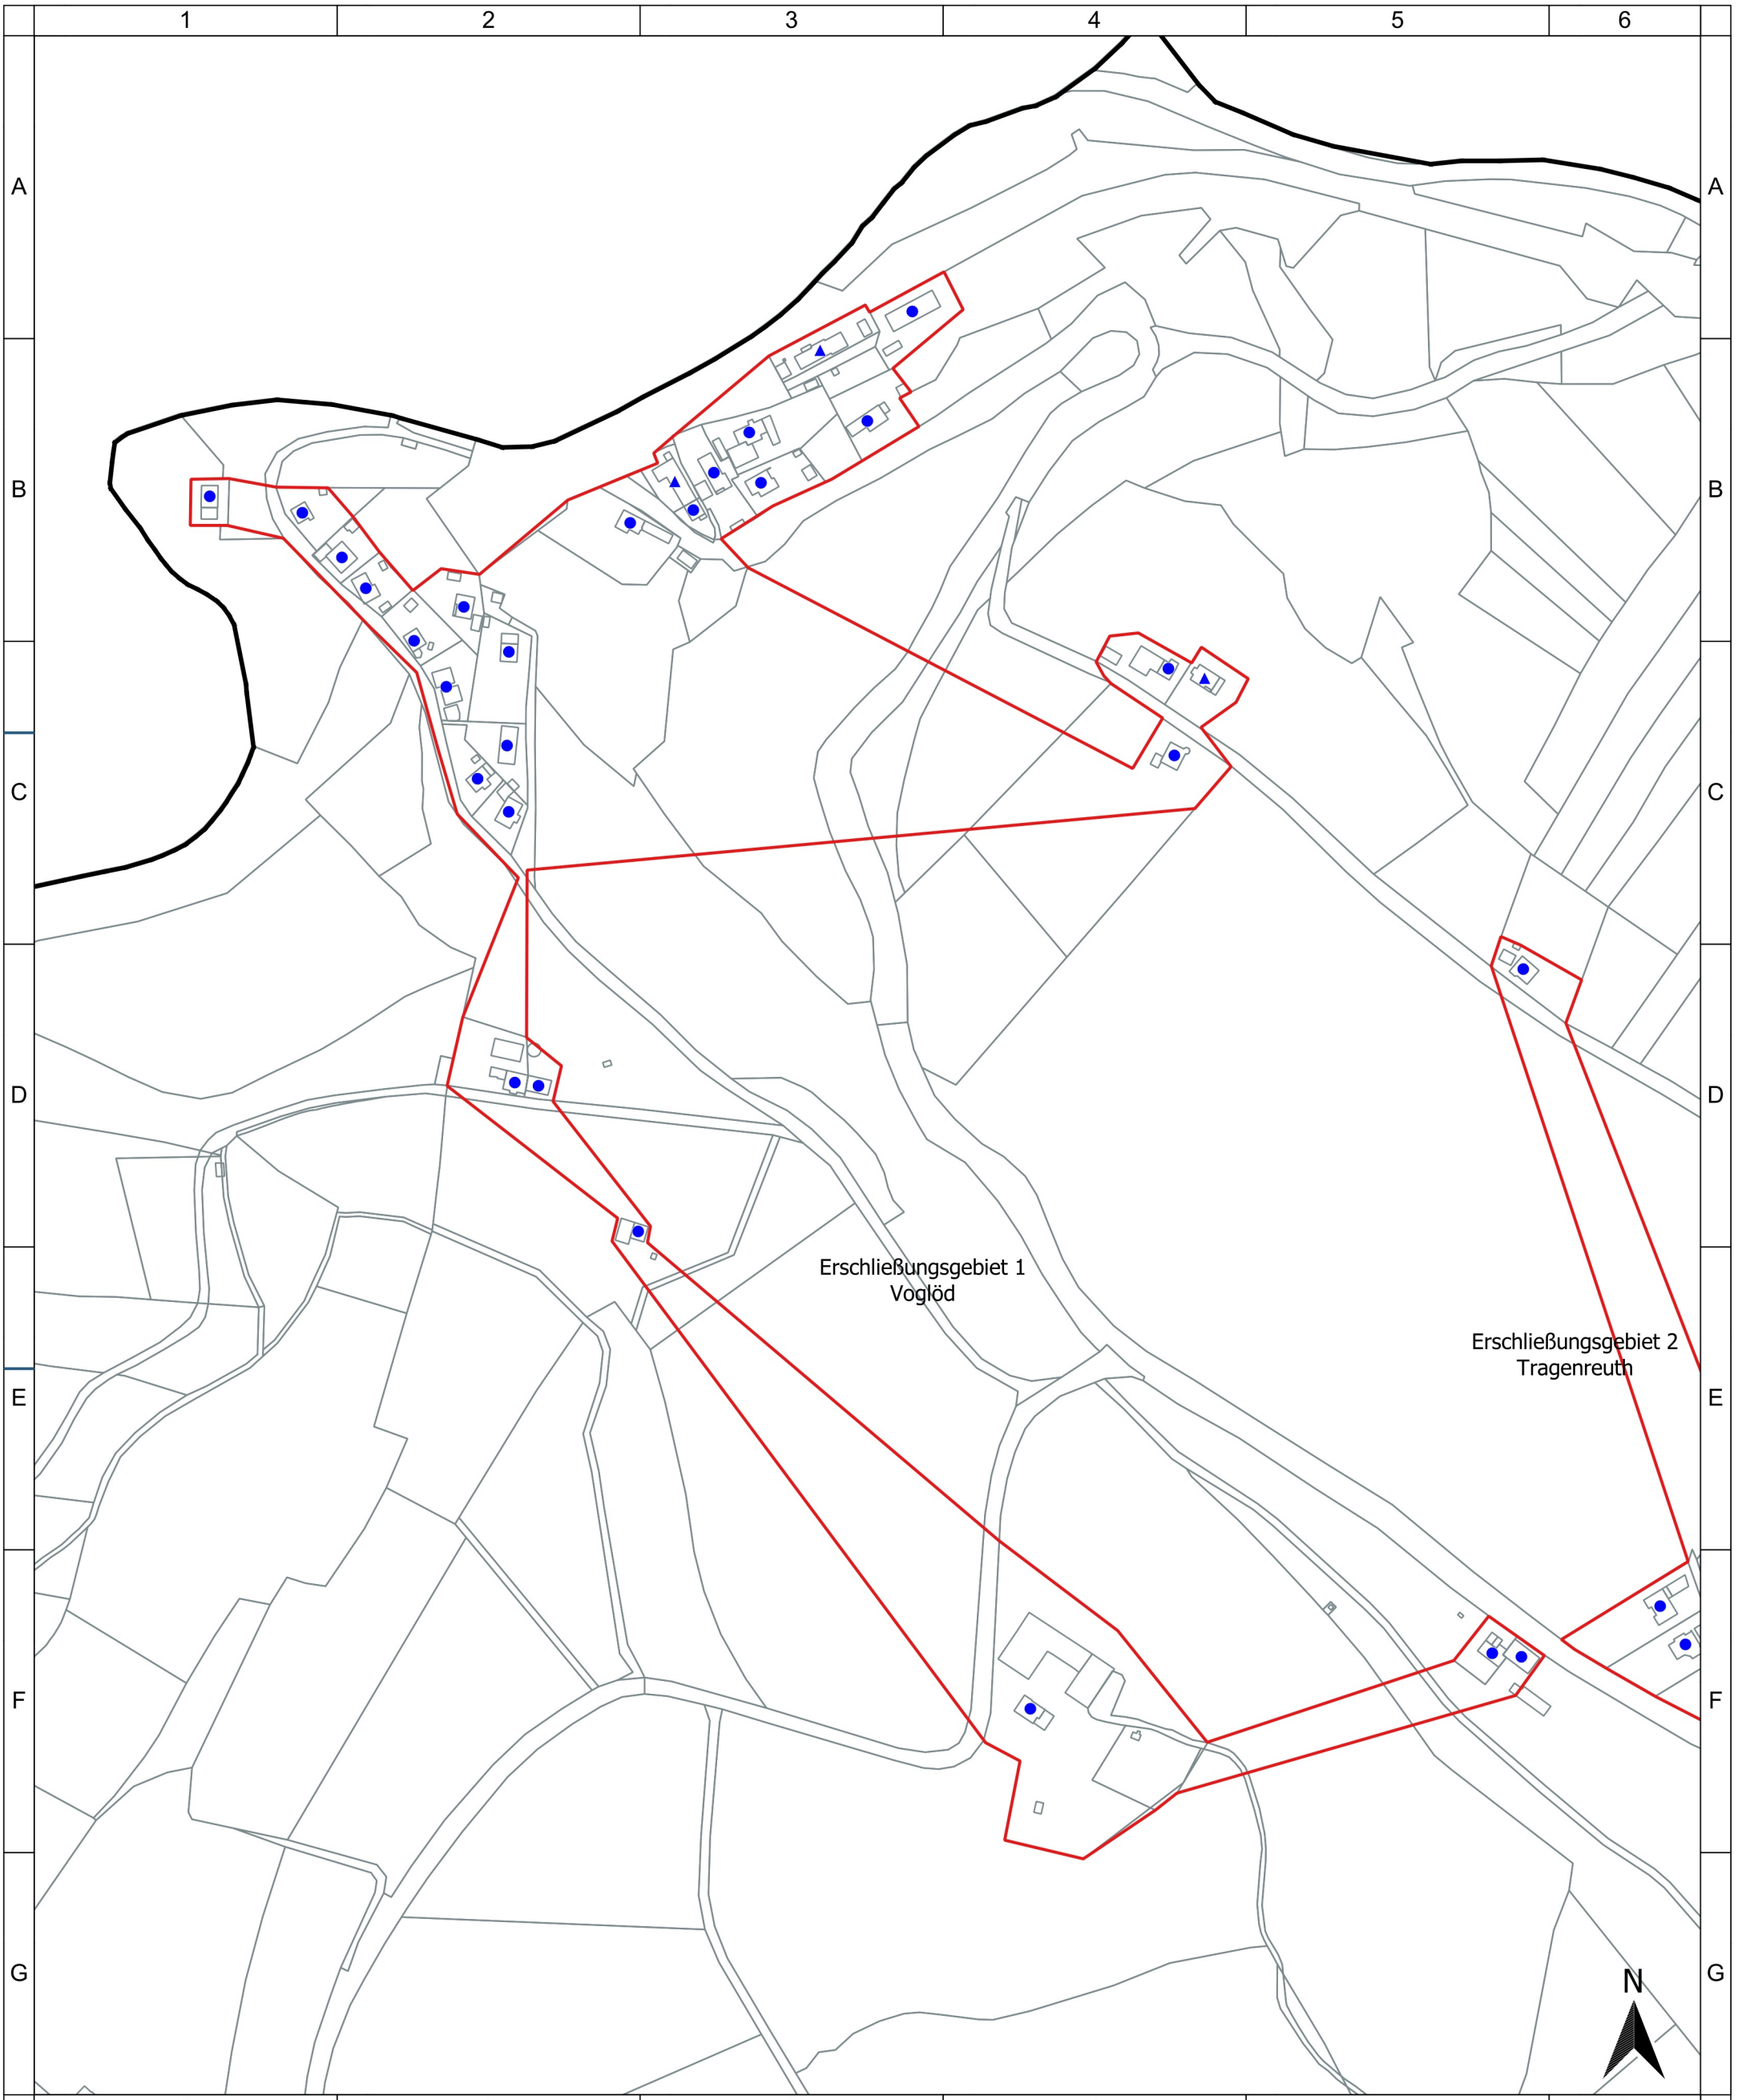 1 2 3 4 5 6
A A
B B
C C
D D
Erschließungsgebiet 1
Voglöd
Erschließungsgebiet 2
Tragenreuth
E E
F F
G G
N